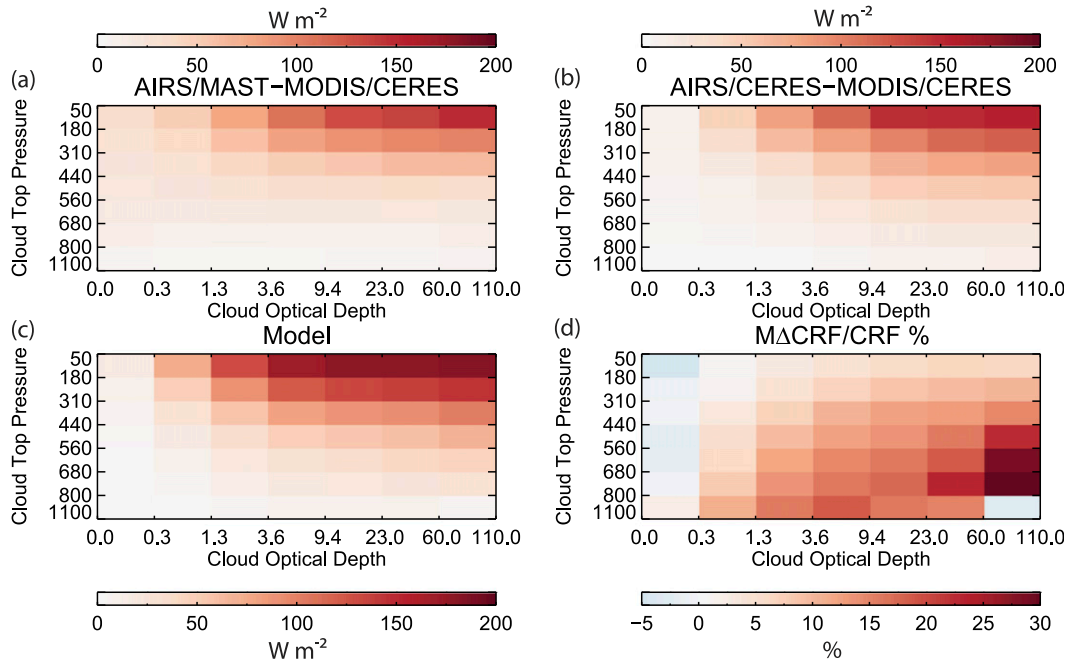 W m⁻²
0 50 100 150 200
(a)
AIRS/MAST−MODIS/CERES
Cloud Top Pressure
50
180
310
440
560
680
800
1100
0.0 0.3 1.3 3.6 9.4 23.0 60.0 110.0
Cloud Optical Depth
W m⁻²
0 50 100 150 200
(b)
AIRS/CERES−MODIS/CERES
Cloud Top Pressure
50
180
310
440
560
680
800
1100
0.0 0.3 1.3 3.6 9.4 23.0 60.0 110.0
Cloud Optical Depth
(c)
Model
Cloud Top Pressure
50
180
310
440
560
680
800
1100
0.0 0.3 1.3 3.6 9.4 23.0 60.0 110.0
Cloud Optical Depth
0 50 100 150 200
W m⁻²
(d)
MΔCRF/CRF %
Cloud Top Pressure
50
180
310
440
560
680
800
1100
0.0 0.3 1.3 3.6 9.4 23.0 60.0 110.0
Cloud Optical Depth
−5 0 5 10 15 20 25 30
%